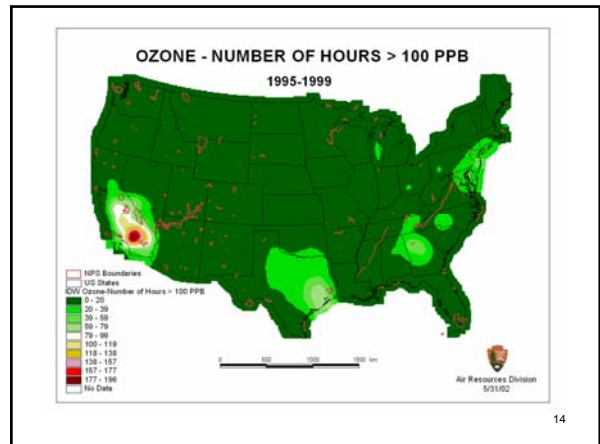 OZONE - NUMBER OF HOURS > 100 PPB
1995-1999
NPS Boundaries
US States
IDW Ozone-Number of Hours > 100 PPB
0 - 20
20 - 39
39 - 59
59 - 79
79 - 99
100 - 118
118 - 138
138 - 157
157 - 177
177 - 196
No Data
0 500 1000 1500 km
Air Resources Division
5/31/02
14